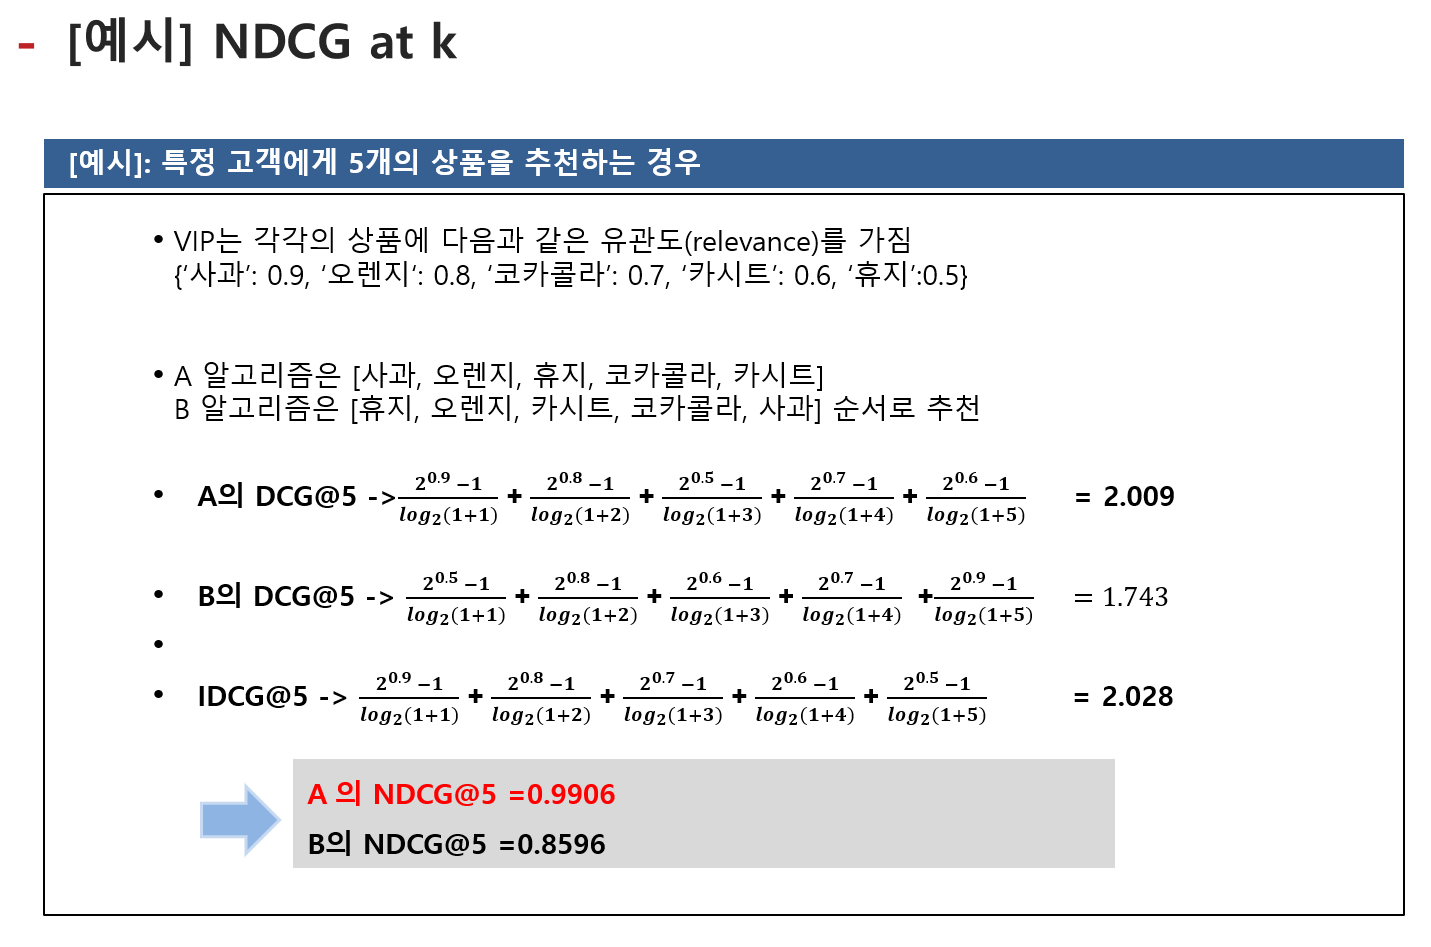 - [예시] NDCG at k
[예시]: 특정 고객에게 5개의 상품을 추천하는 경우
• VIP는 각각의 상품에 다음과 같은 유관도(relevance)를 가짐
{‘사과’: 0.9, ‘오렌지‘: 0.8, ‘코카콜라’: 0.7, ‘카시트’: 0.6, ‘휴지’:0.5}
• A 알고리즘은 [사과, 오렌지, 휴지, 코카콜라, 카시트]
B 알고리즘은 [휴지, 오렌지, 카시트, 코카콜라, 사과] 순서로 추천
• A의 DCG@5 -> \frac{2^{0.9}-1}{log_2(1+1)} + \frac{2^{0.8}-1}{log_2(1+2)} + \frac{2^{0.5}-1}{log_2(1+3)} + \frac{2^{0.7}-1}{log_2(1+4)} + \frac{2^{0.6}-1}{log_2(1+5)} = 2.009
• B의 DCG@5 -> \frac{2^{0.5}-1}{log_2(1+1)} + \frac{2^{0.8}-1}{log_2(1+2)} + \frac{2^{0.6}-1}{log_2(1+3)} + \frac{2^{0.7}-1}{log_2(1+4)} + \frac{2^{0.9}-1}{log_2(1+5)} = 1.743
•
• IDCG@5 -> \frac{2^{0.9}-1}{log_2(1+1)} + \frac{2^{0.8}-1}{log_2(1+2)} + \frac{2^{0.7}-1}{log_2(1+3)} + \frac{2^{0.6}-1}{log_2(1+4)} + \frac{2^{0.5}-1}{log_2(1+5)} = 2.028
A 의 NDCG@5 =0.9906
B의 NDCG@5 =0.8596